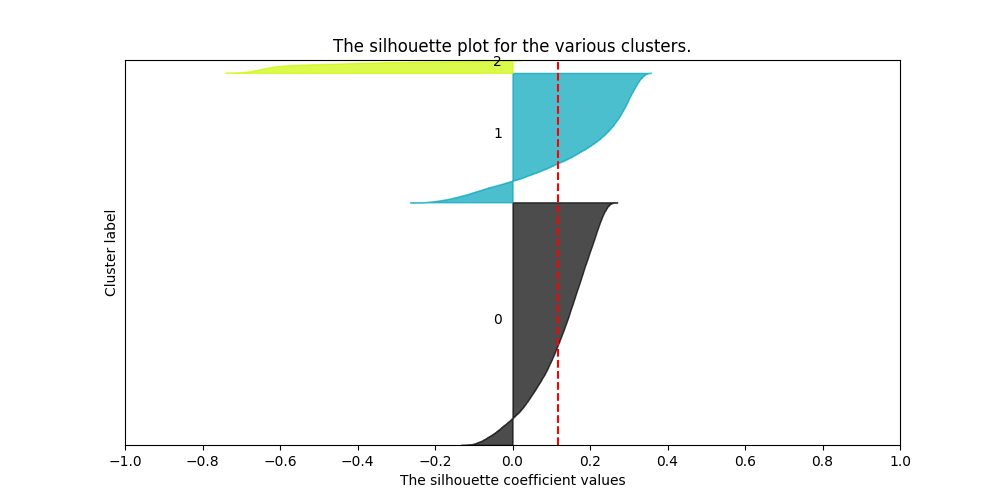 The silhouette plot for the various clusters.
2
1
0
Cluster label
−1.0 −0.8 −0.6 −0.4 −0.2 0.0 0.2 0.4 0.6 0.8 1.0
The silhouette coefficient values